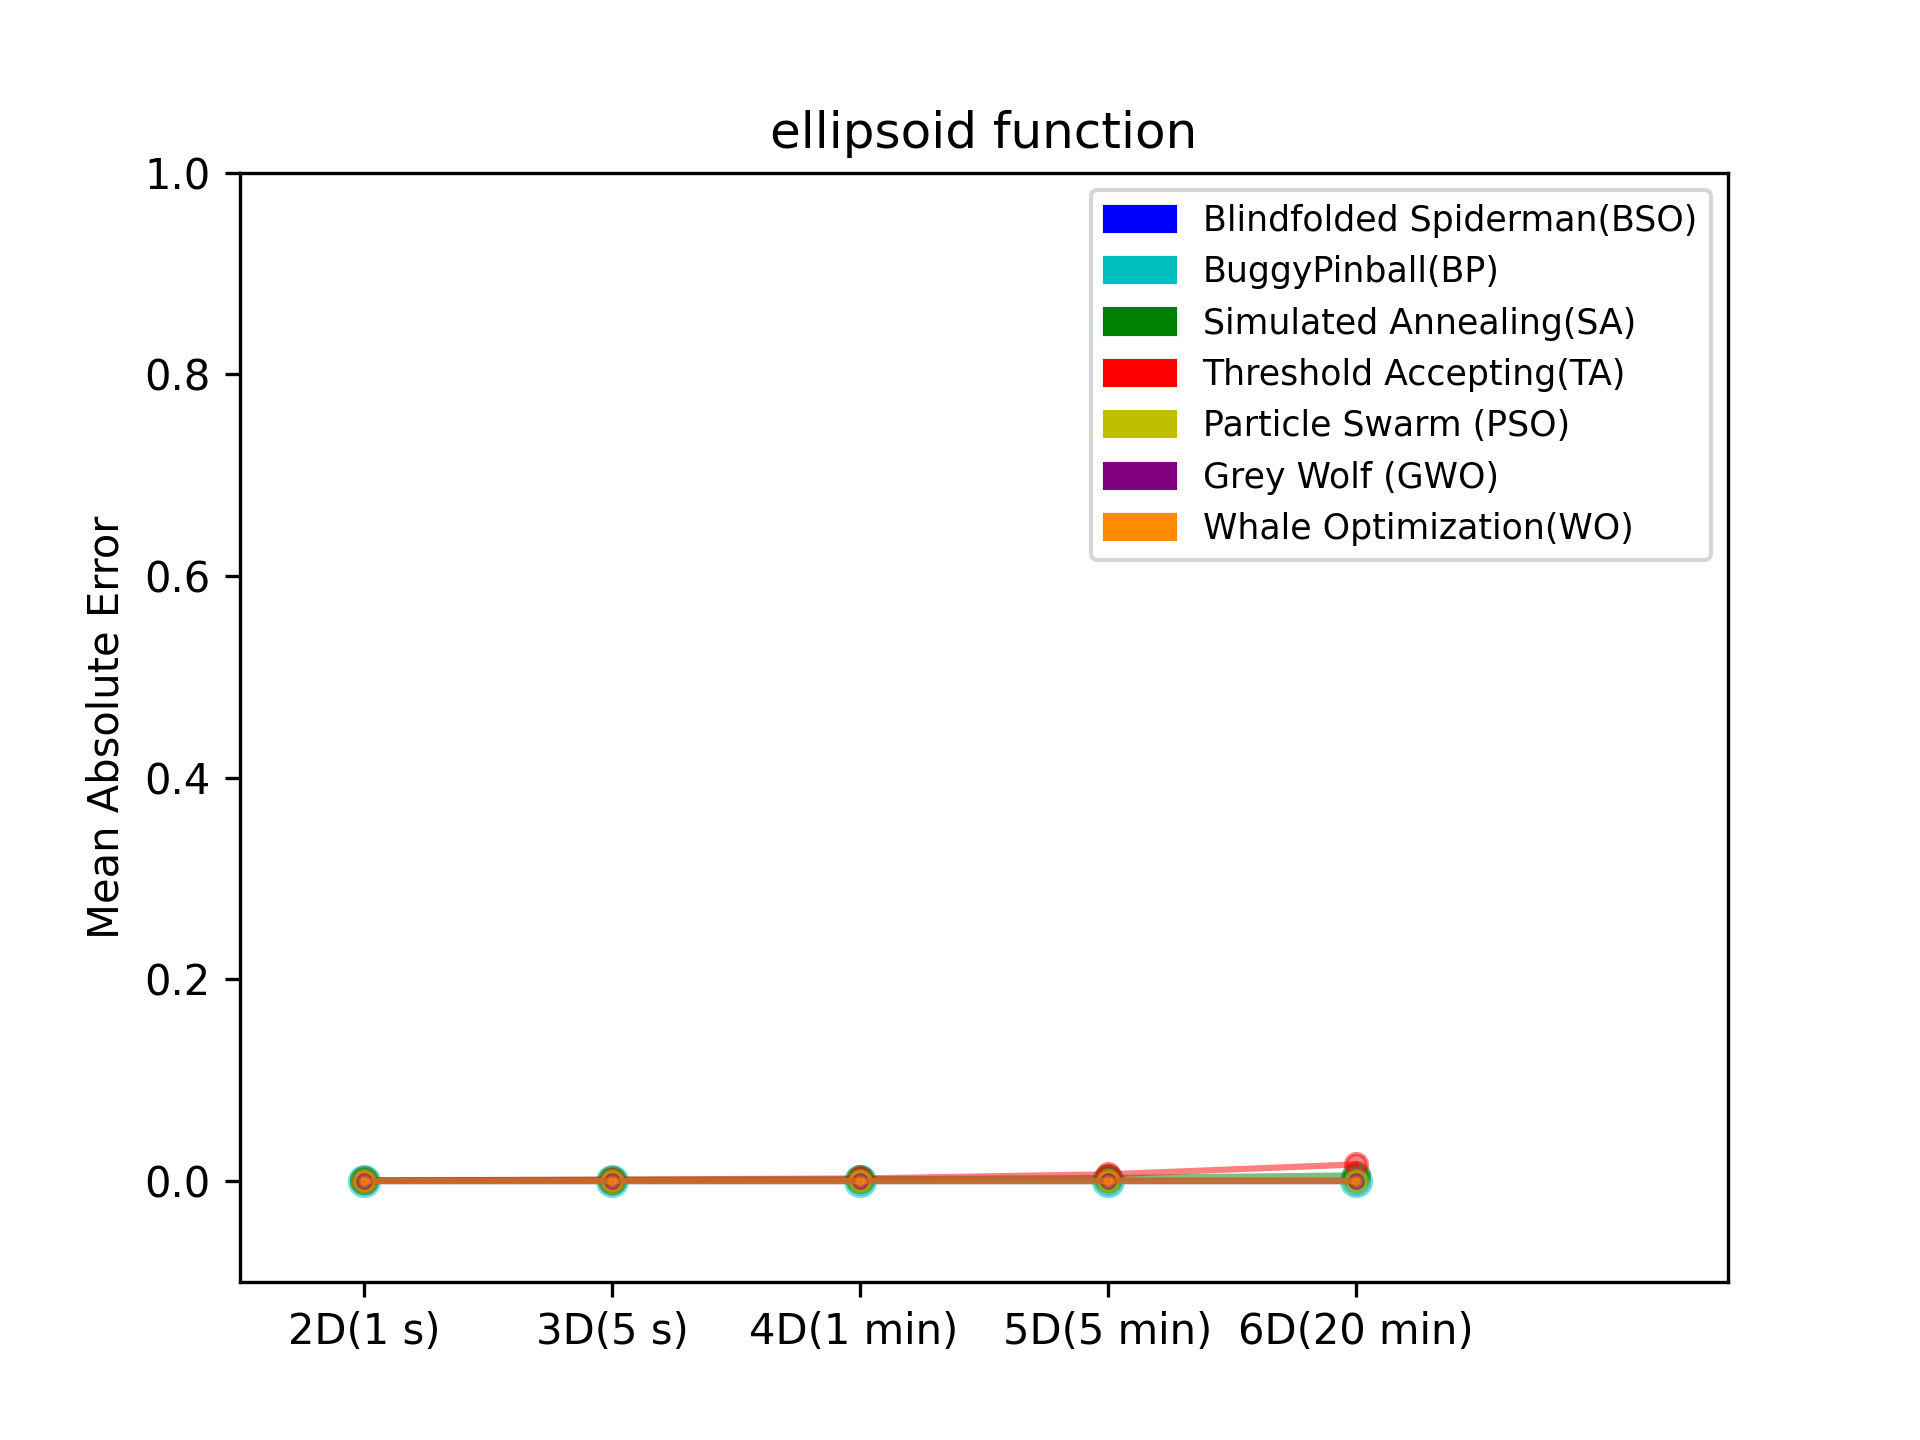 ellipsoid function
1.0
0.8
0.6
0.4
0.2
0.0
Mean Absolute Error
Blindfolded Spiderman(BSO)
BuggyPinball(BP)
Simulated Annealing(SA)
Threshold Accepting(TA)
Particle Swarm (PSO)
Grey Wolf (GWO)
Whale Optimization(WO)
2D(1 s) 3D(5 s) 4D(1 min) 5D(5 min) 6D(20 min)